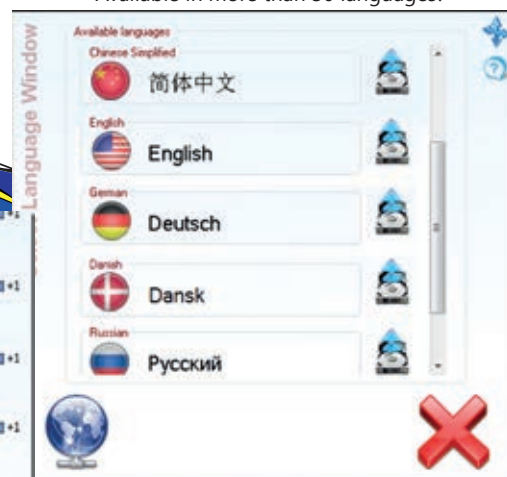 Available in more than 30 languages.
Language Window
Available languages
Chinese Simplified
简体中文
English
English
German
Deutsch
Danish
Dansk
Russian
Русский
+1
+1
+1